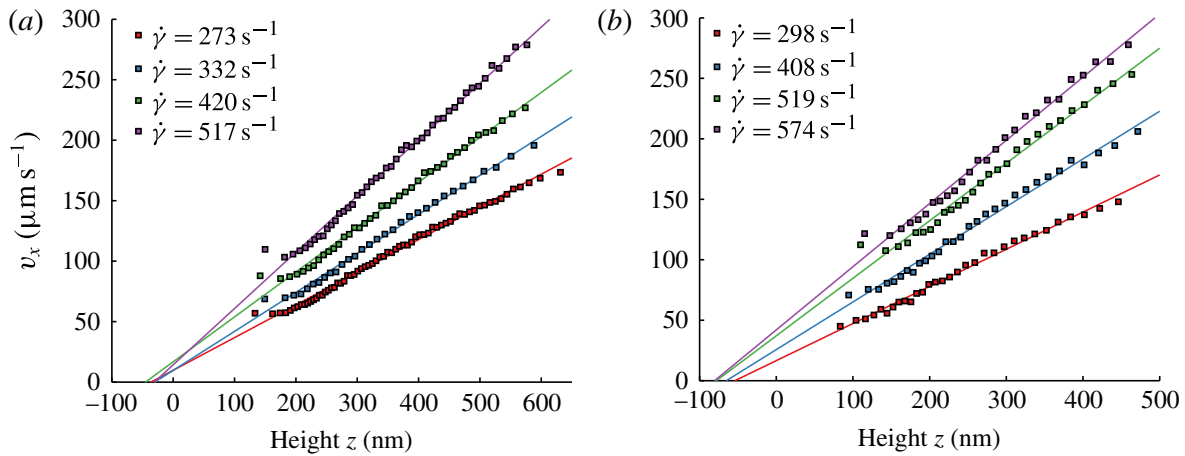 (a)
300
250
200
150
100
50
0
v_x (μm s⁻¹)
γ̇ = 273 s⁻¹
γ̇ = 332 s⁻¹
γ̇ = 420 s⁻¹
γ̇ = 517 s⁻¹
–100 0 100 200 300 400 500 600
Height z (nm)
(b)
300
250
200
150
100
50
0
γ̇ = 298 s⁻¹
γ̇ = 408 s⁻¹
γ̇ = 519 s⁻¹
γ̇ = 574 s⁻¹
–100 0 100 200 300 400 500
Height z (nm)